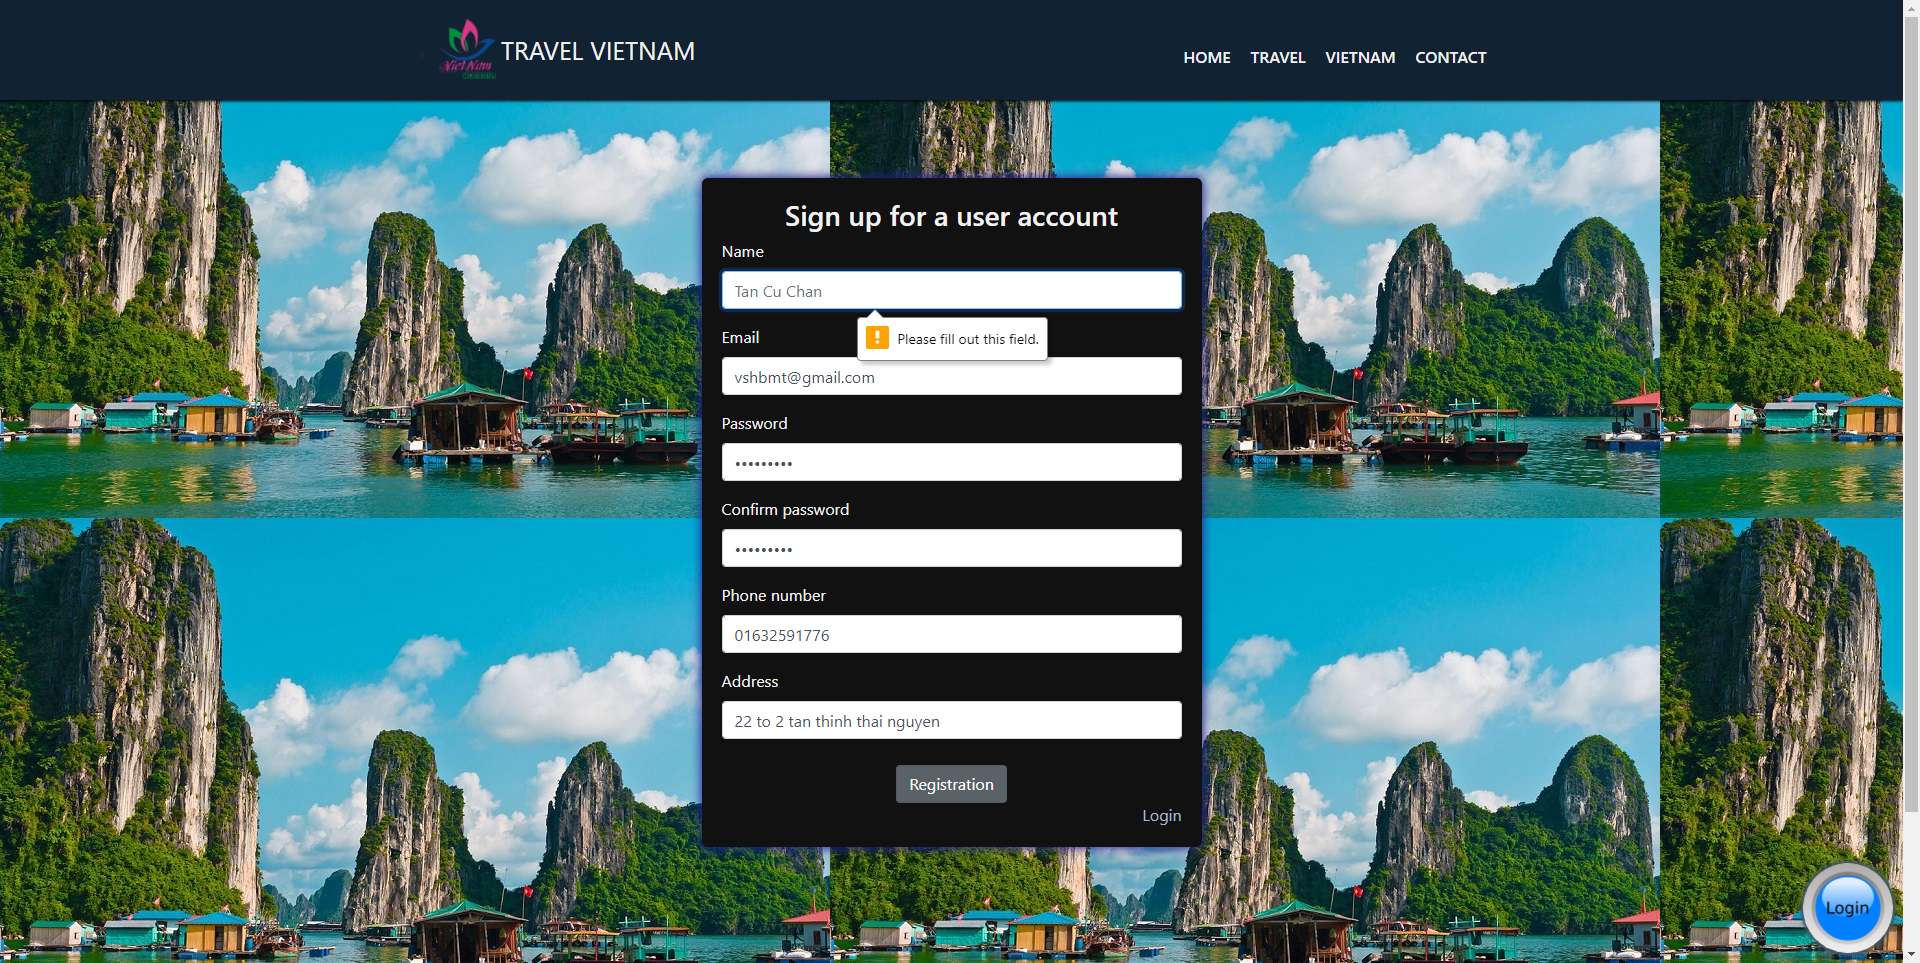 Viet Nam
TRAVEL VIETNAM
HOME TRAVEL VIETNAM CONTACT
Sign up for a user account
Name
Tan Cu Chan
Please fill out this field.
Email
vshbmt@gmail.com
Password
•••••••••
Confirm password
•••••••••
Phone number
01632591776
Address
22 to 2 tan thinh thai nguyen
Registration
Login
Login